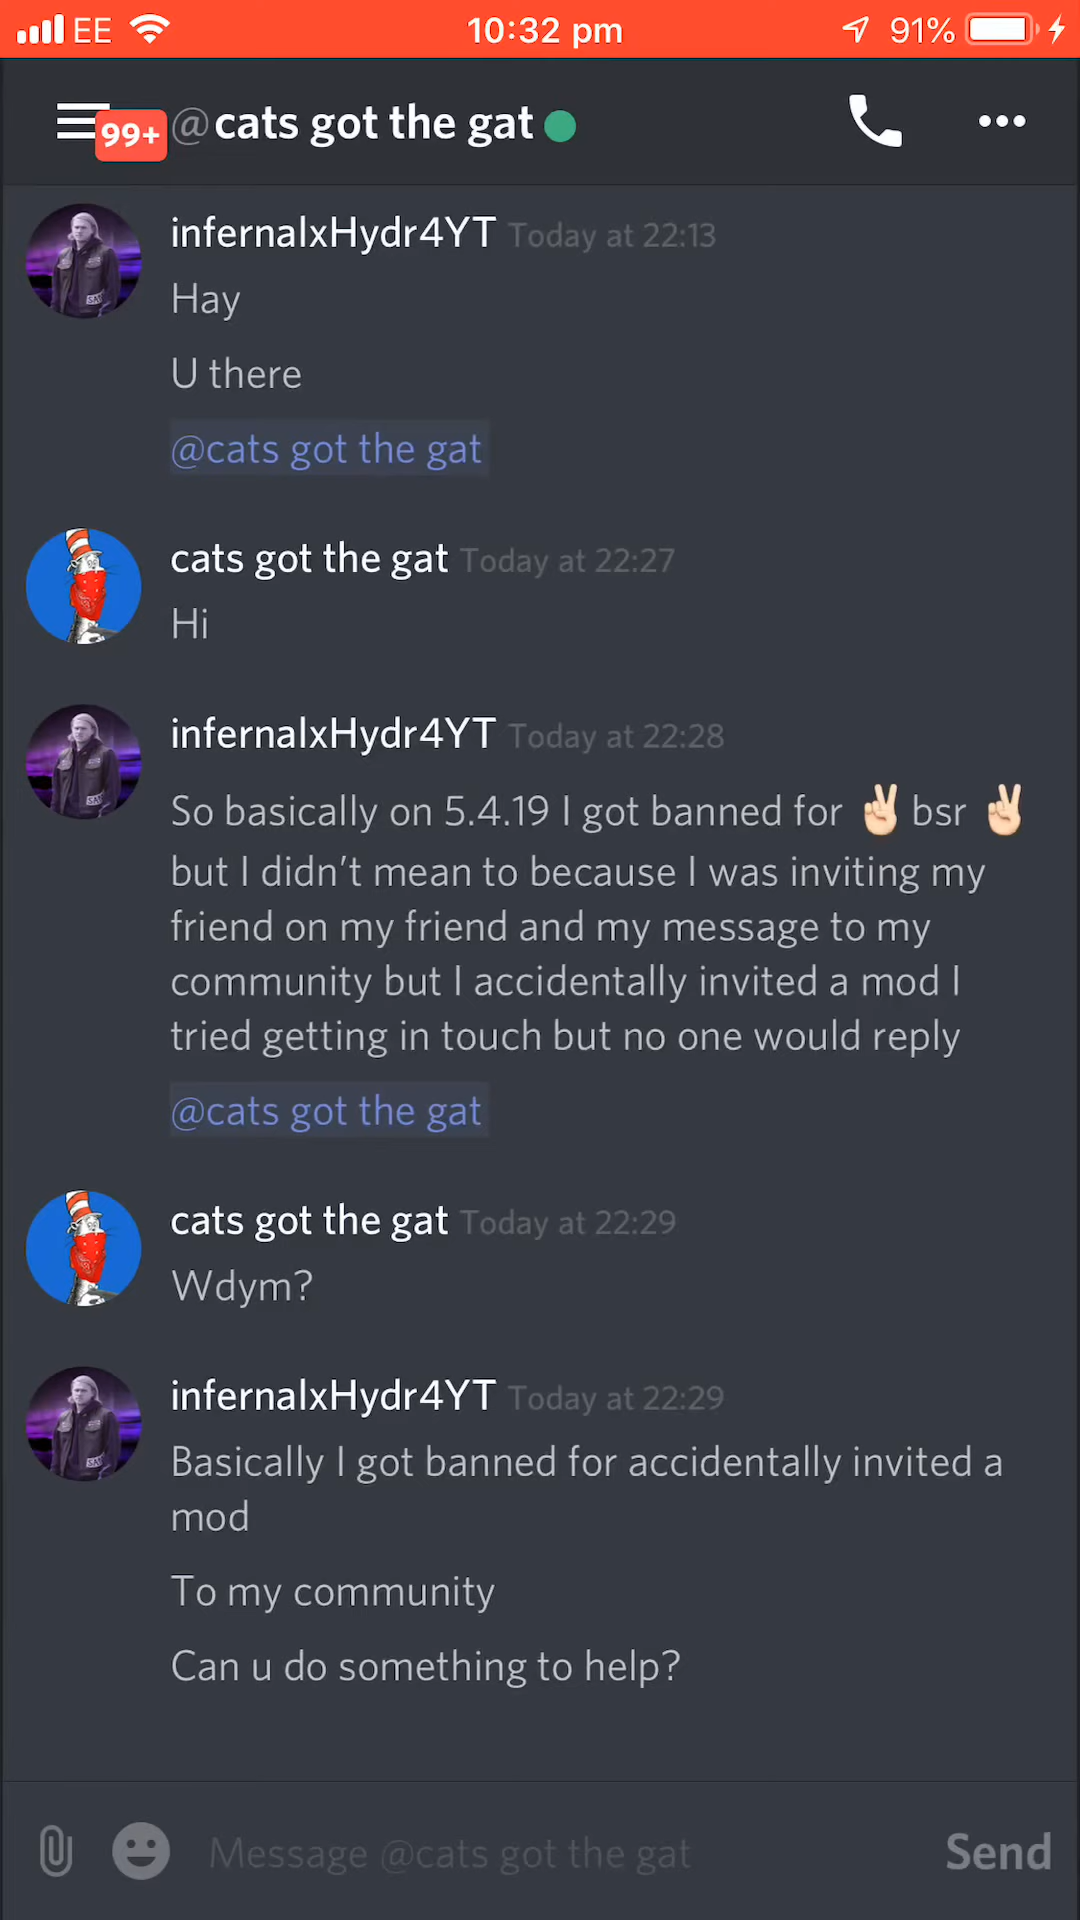 EE 10:32 pm 91%
99+ @cats got the gat
infernalxHydr4YT Today at 22:13
Hay
U there
@cats got the gat
cats got the gat Today at 22:27
Hi
infernalxHydr4YT Today at 22:28
So basically on 5.4.19 I got banned for ✌🏻 bsr ✌🏻
but I didn't mean to because I was inviting my
friend on my friend and my message to my
community but I accidentally invited a mod I
tried getting in touch but no one would reply
@cats got the gat
cats got the gat Today at 22:29
Wdym?
infernalxHydr4YT Today at 22:29
Basically I got banned for accidentally invited a
mod
To my community
Can u do something to help?
Message @cats got the gat Send